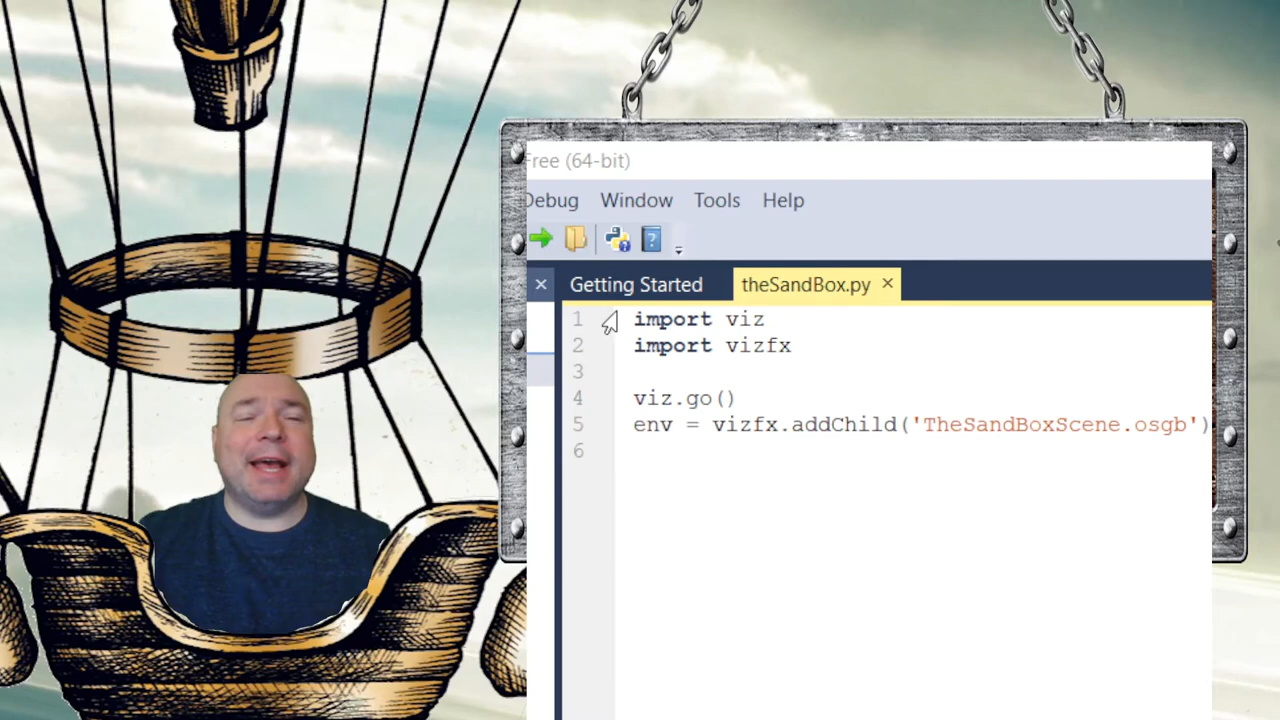 Free (64-bit)
Debug Window Tools Help
Getting Started theSandBox.py
1 import viz
2 import vizfx
3
4 viz.go()
5 env = vizfx.addChild('TheSandBoxScene.osgb')
6